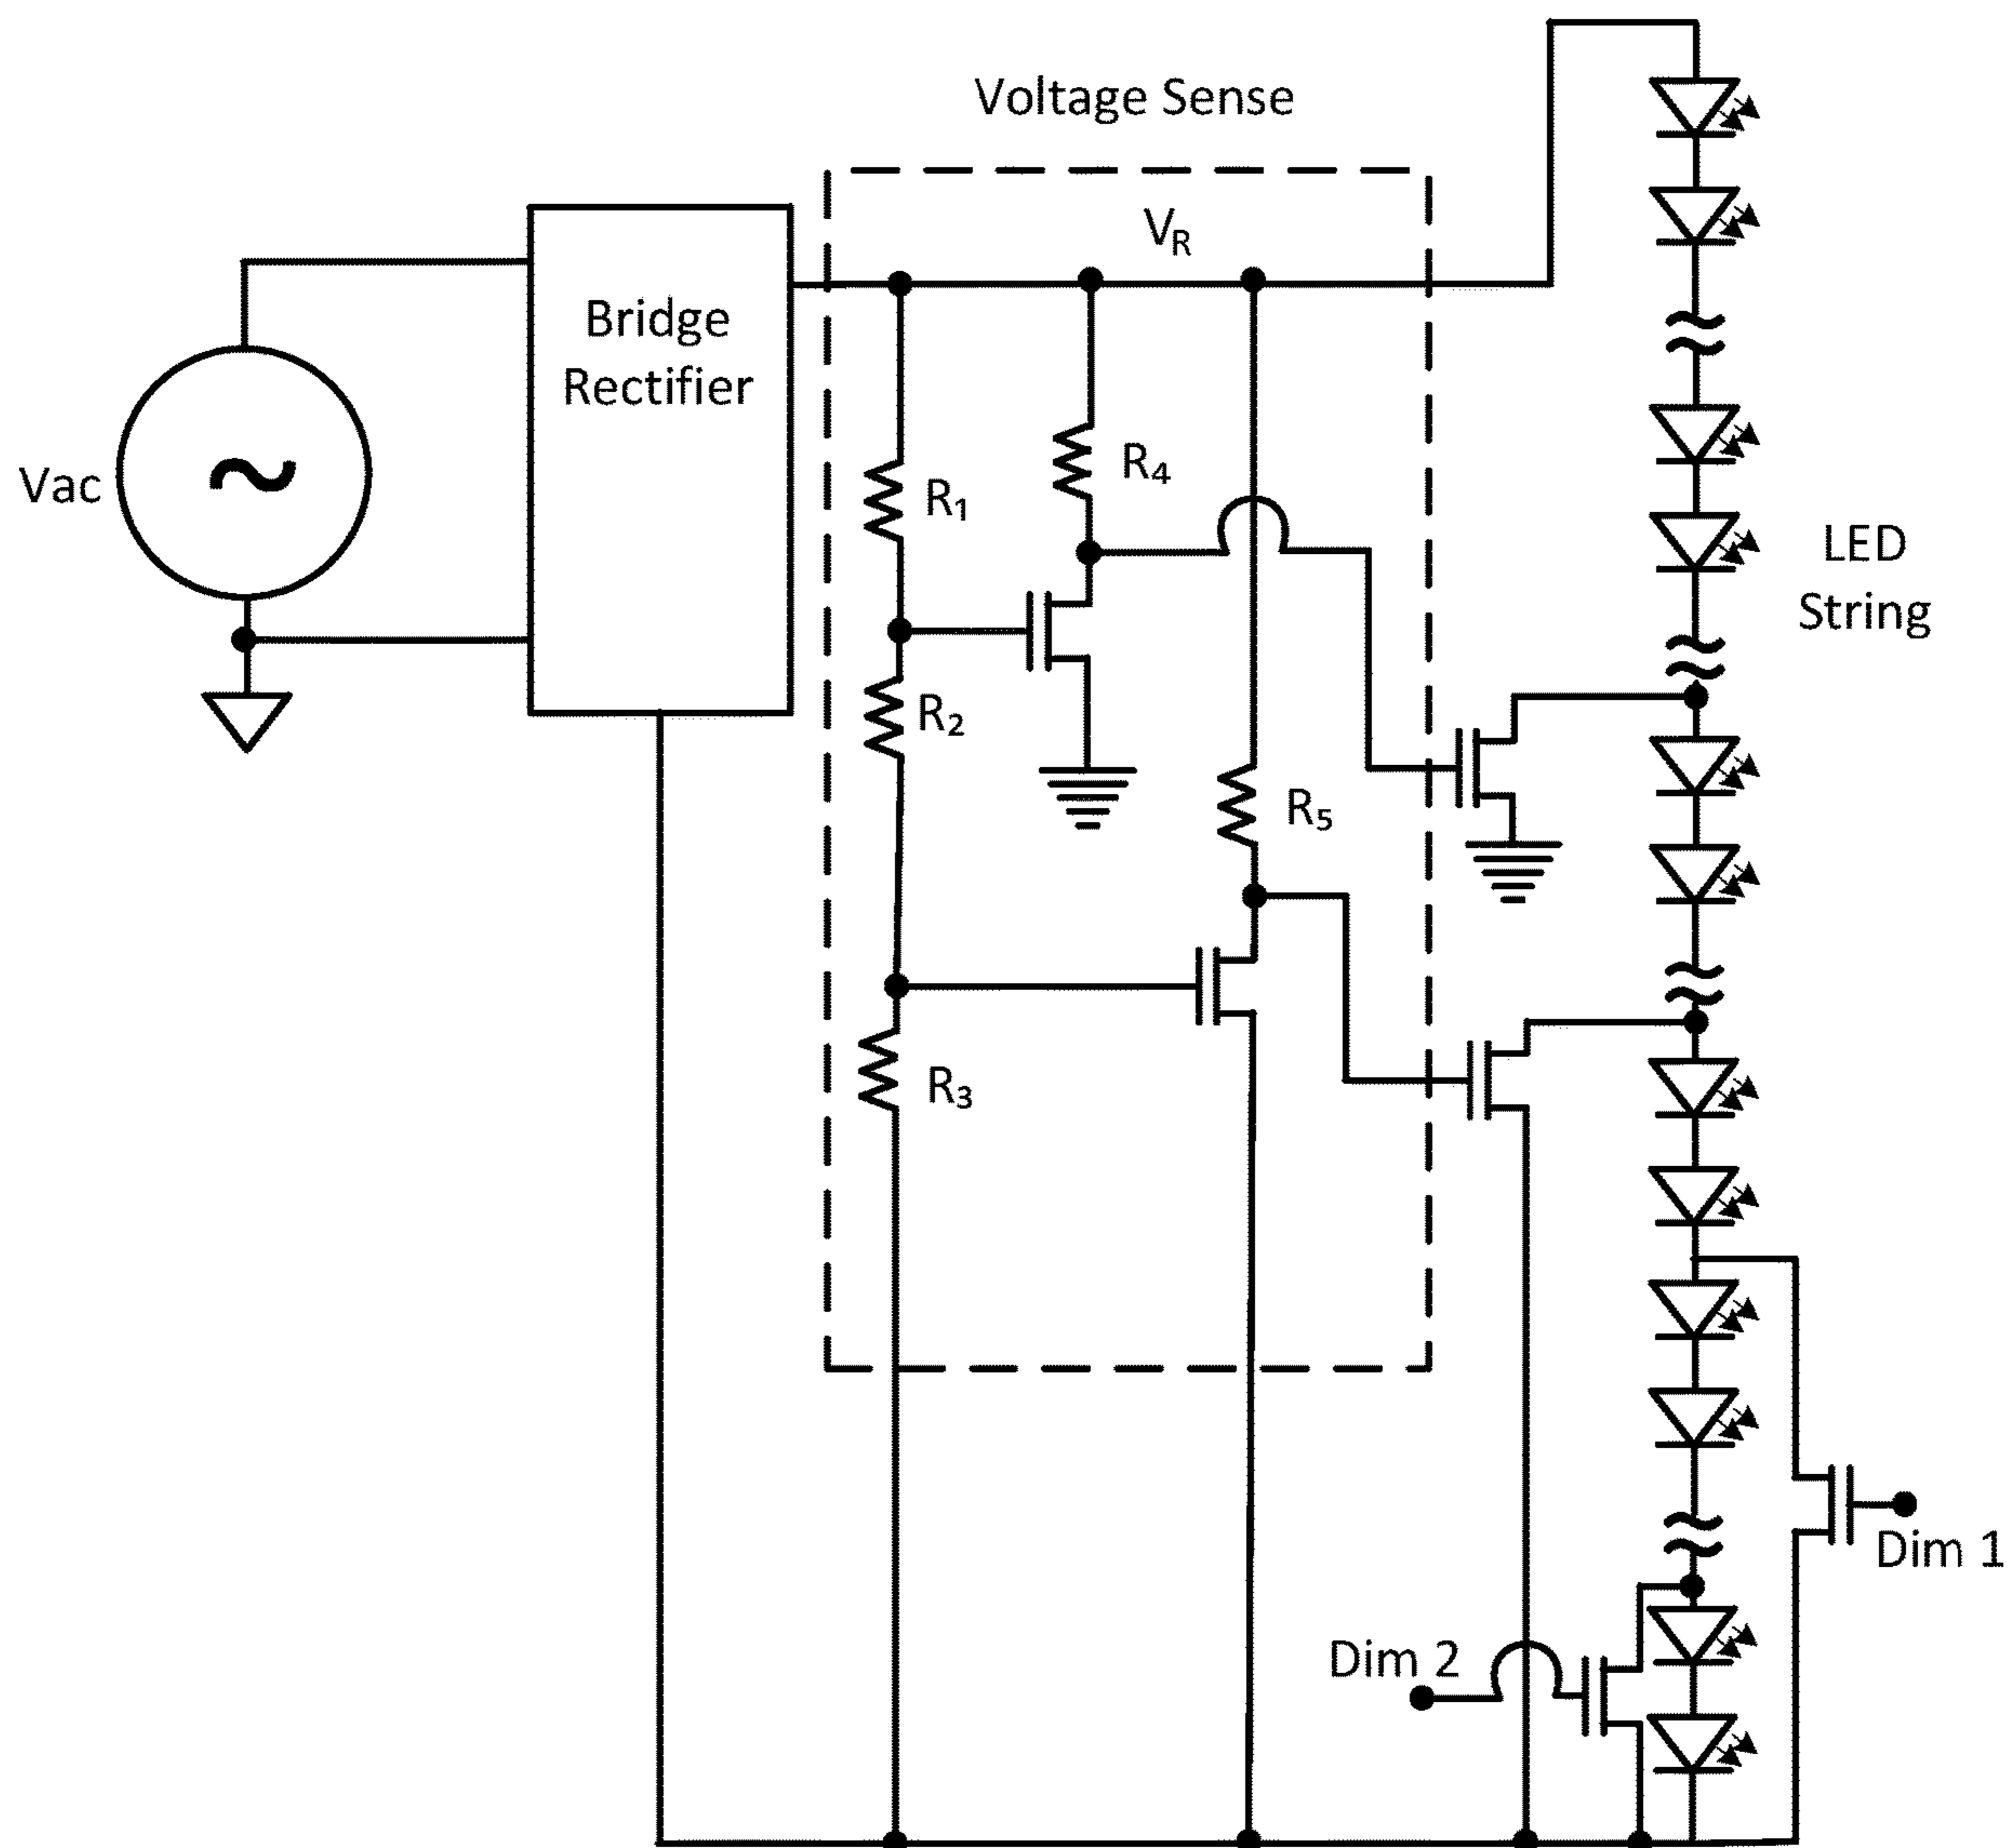 Voltage Sense
V_R
Bridge
Rectifier
Vac
R₁
R₄
LED
String
R₂
R₅
R₃
Dim 1
Dim 2